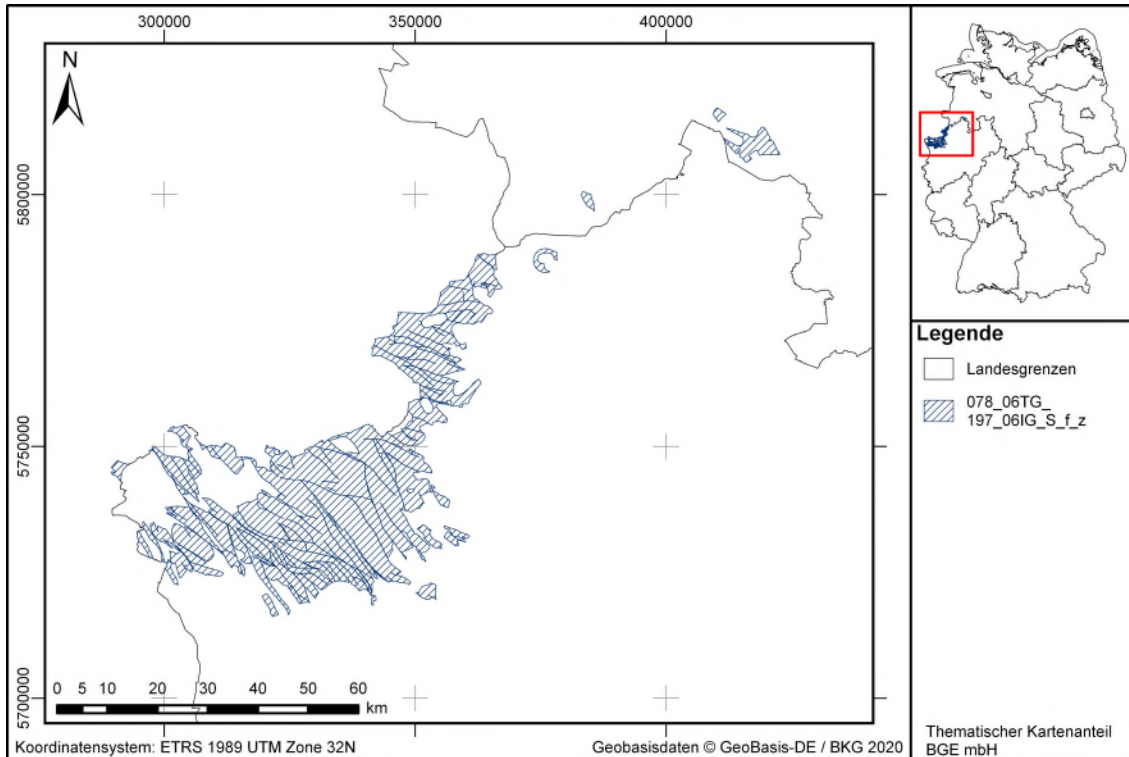 300000
350000
400000
N
5800000
5750000
5700000
0 5 10 20 30 40 50 60
km
Koordinatensystem: ETRS 1989 UTM Zone 32N
Geobasisdaten © GeoBasis-DE / BKG 2020
Legende
Landesgrenzen
078_06TG_
197_06IG_S_f_z
Thematischer Kartenanteil
BGE mbH